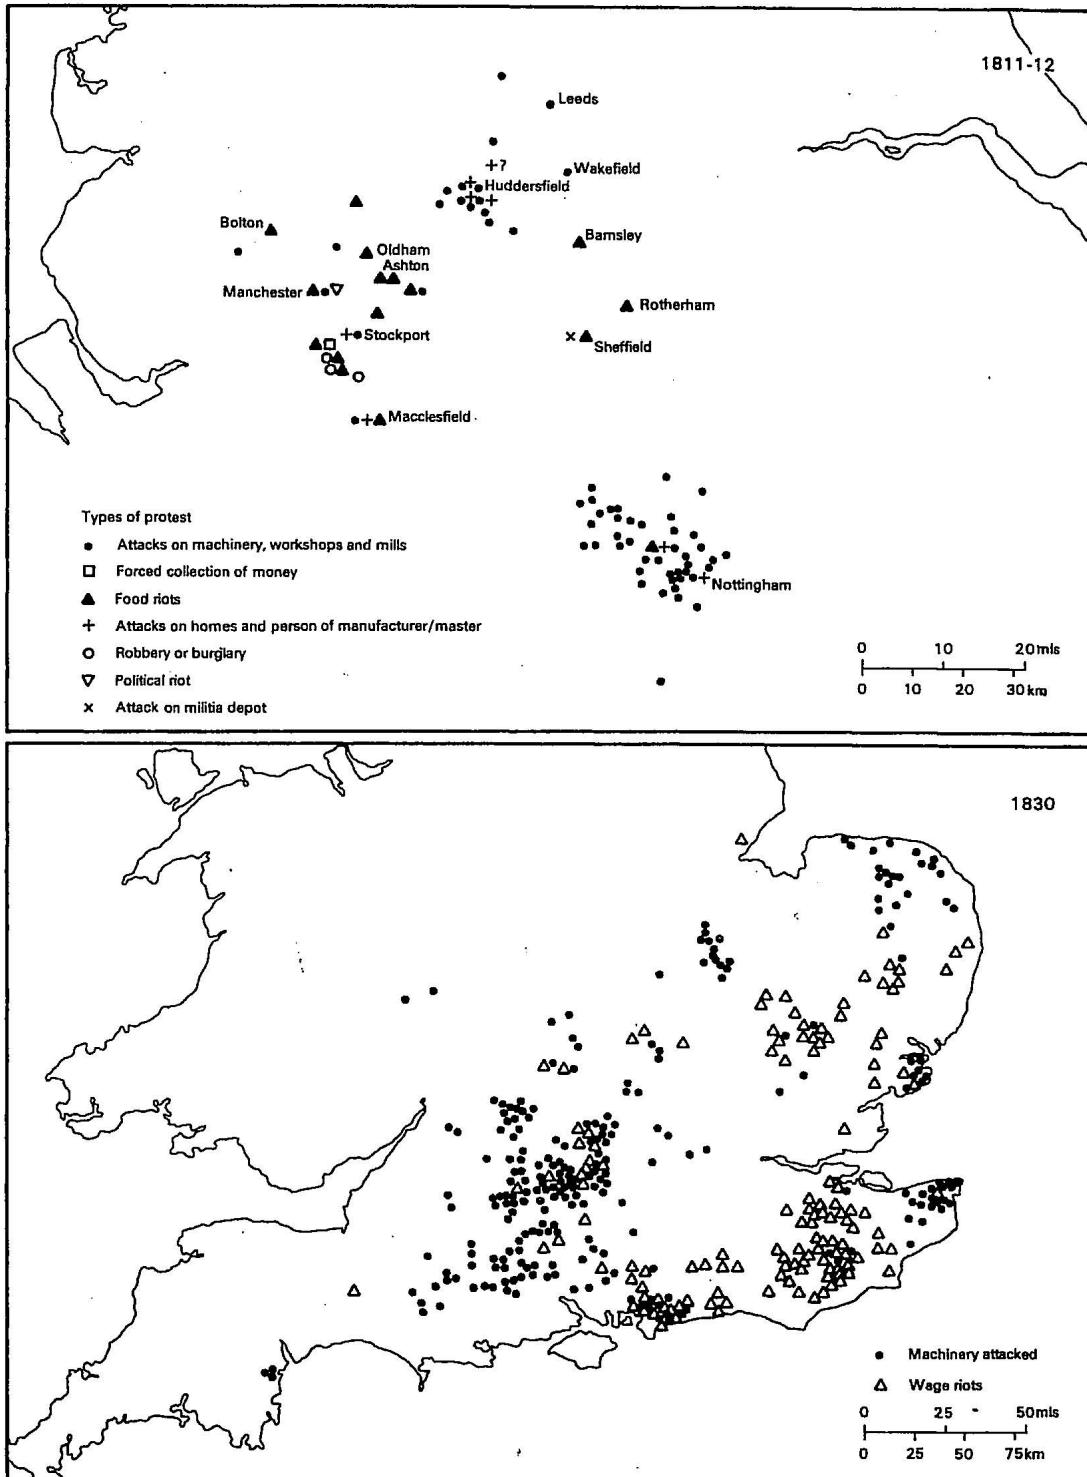 1811-12
Leeds
?
Wakefield
Huddersfield
Bolton
Barnsley
Oldham
Ashton
Manchester
Rotherham
Stockport
Sheffield
Macclesfield
Types of protest
Attacks on machinery, workshops and mills
Forced collection of money
Food riots
Attacks on homes and person of manufacturer/master
Robbery or burglary
Political riot
Attack on militia depot
Nottingham
0 10 20 mls
0 10 20 30 km
1830
Machinery attacked
Wage riots
0 25 50 mls
0 25 50 75 km